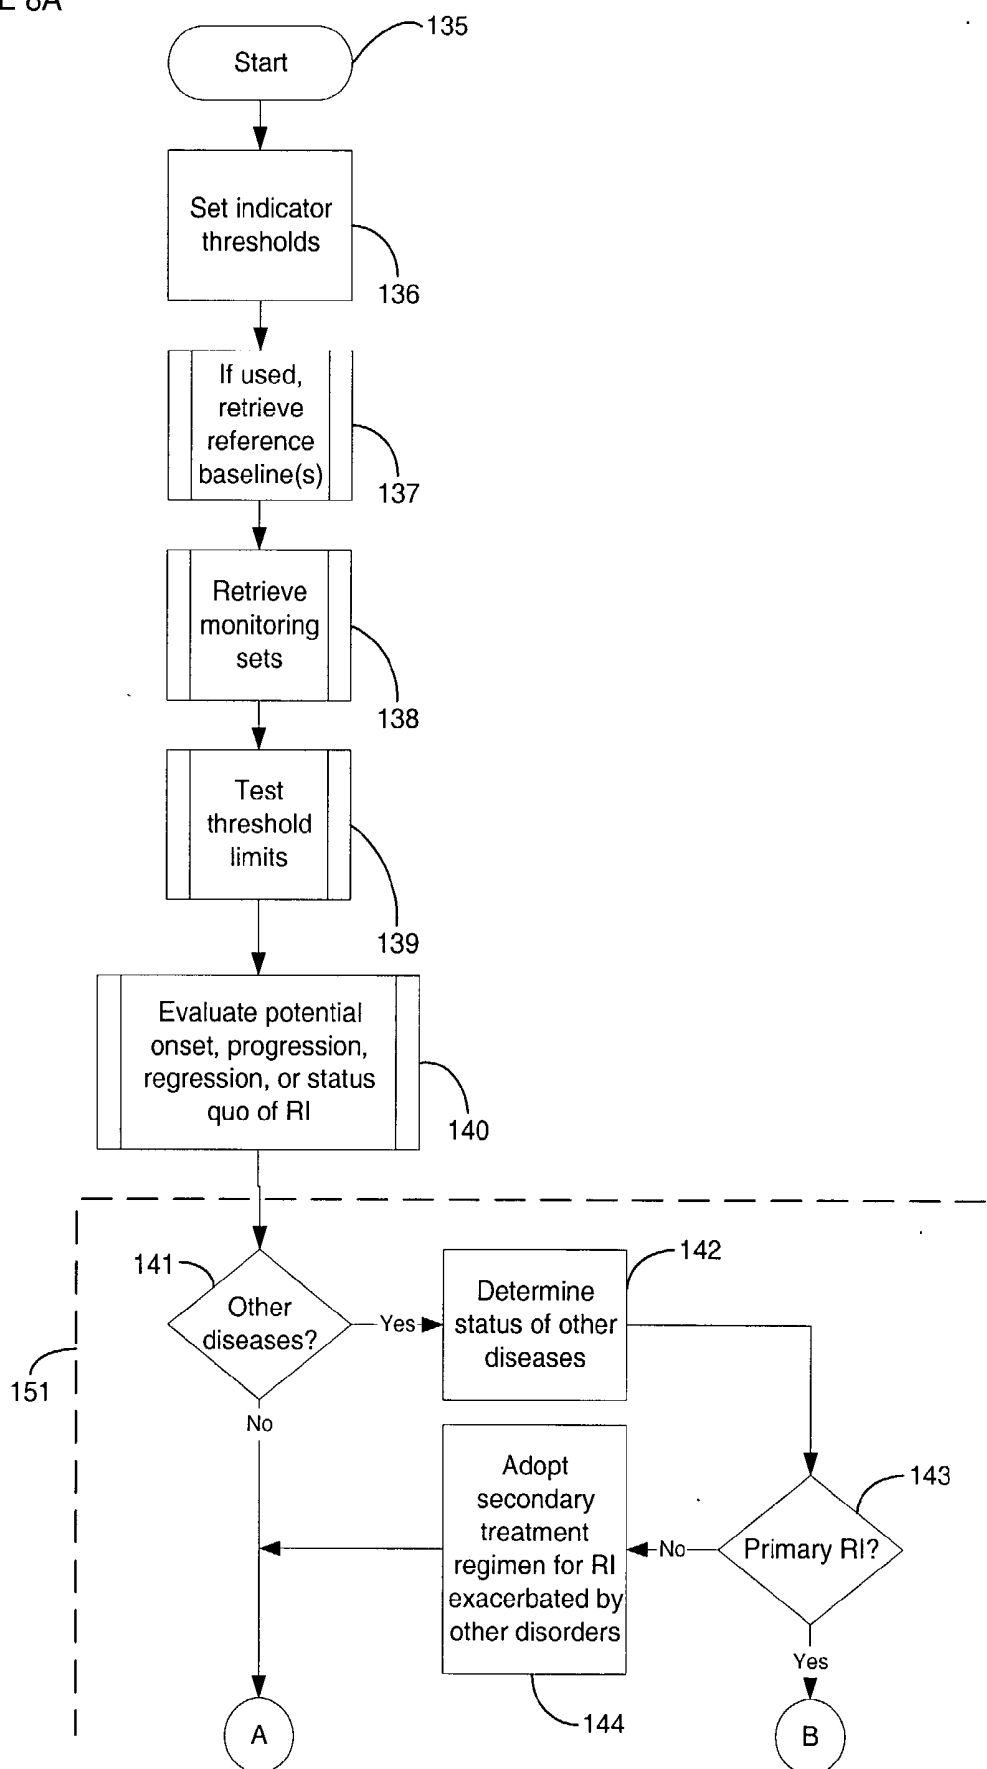 135
Start
Set indicator
thresholds
136
If used,
retrieve
reference
baseline(s)
137
Retrieve
monitoring
sets
138
Test
threshold
limits
139
Evaluate potential
onset, progression,
regression, or status
quo of RI
140
141
Other
diseases?
Yes
142
Determine
status of other
diseases
151
No
143
Primary RI?
No
Adopt
secondary
treatment
regimen for RI
exacerbated by
other disorders
144
Yes
A
B